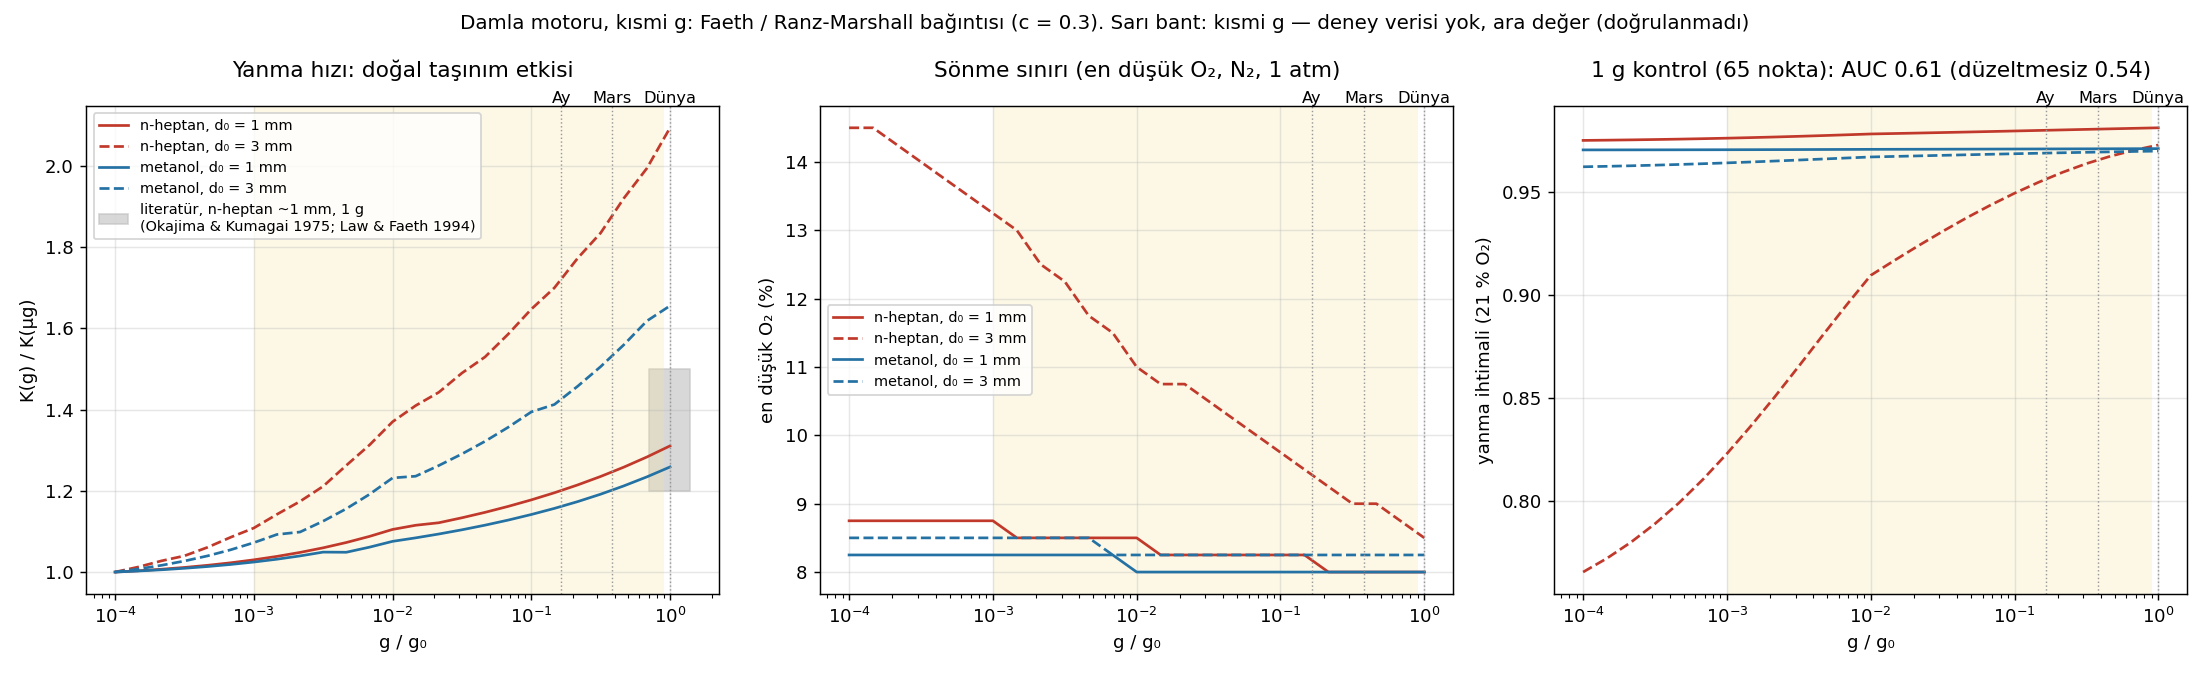 Damla motoru, kısmi g: Faeth / Ranz-Marshall bağıntısı (c = 0.3). Sarı bant: kısmi g — deney verisi yok, ara değer (doğrulanmadı)
Yanma hızı: doğal taşınım etkisi
Ay
Mars
Dünya
n-heptan, d₀ = 1 mm
n-heptan, d₀ = 3 mm
metanol, d₀ = 1 mm
metanol, d₀ = 3 mm
literatür, n-heptan ~1 mm, 1 g
(Okajima & Kumagai 1975; Law & Faeth 1994)
K(g) / K(µg)
2.0
1.8
1.6
1.4
1.2
1.0
10⁻⁴
10⁻³
10⁻²
10⁻¹
10⁰
g / g₀
Sönme sınırı (en düşük O₂, N₂, 1 atm)
Ay
Mars
Dünya
en düşük O₂ (%)
14
13
12
11
10
9
8
n-heptan, d₀ = 1 mm
n-heptan, d₀ = 3 mm
metanol, d₀ = 1 mm
metanol, d₀ = 3 mm
10⁻⁴
10⁻³
10⁻²
10⁻¹
10⁰
g / g₀
1 g kontrol (65 nokta): AUC 0.61 (düzeltmesiz 0.54)
Ay
Mars
Dünya
yanma ihtimali (21 % O₂)
0.95
0.90
0.85
0.80
10⁻⁴
10⁻³
10⁻²
10⁻¹
10⁰
g / g₀